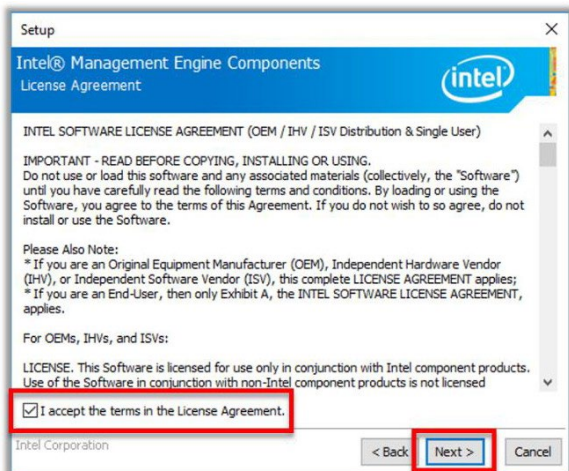 Setup
Intel® Management Engine Components
License Agreement
intel
INTEL SOFTWARE LICENSE AGREEMENT (OEM / IHV / ISV Distribution & Single User)
IMPORTANT - READ BEFORE COPYING, INSTALLING OR USING.
Do not use or load this software and any associated materials (collectively, the "Software")
until you have carefully read the following terms and conditions. By loading or using the
Software, you agree to the terms of this Agreement. If you do not wish to so agree, do not
install or use the Software.
Please Also Note:
* If you are an Original Equipment Manufacturer (OEM), Independent Hardware Vendor
(IHV), or Independent Software Vendor (ISV), this complete LICENSE AGREEMENT applies;
* If you are an End-User, then only Exhibit A, the INTEL SOFTWARE LICENSE AGREEMENT,
applies.
For OEMs, IHVs, and ISVs:
LICENSE. This Software is licensed for use only in conjunction with Intel component products.
Use of the Software in conjunction with non-Intel component products is not licensed
I accept the terms in the License Agreement.
Intel Corporation
< Back Next > Cancel